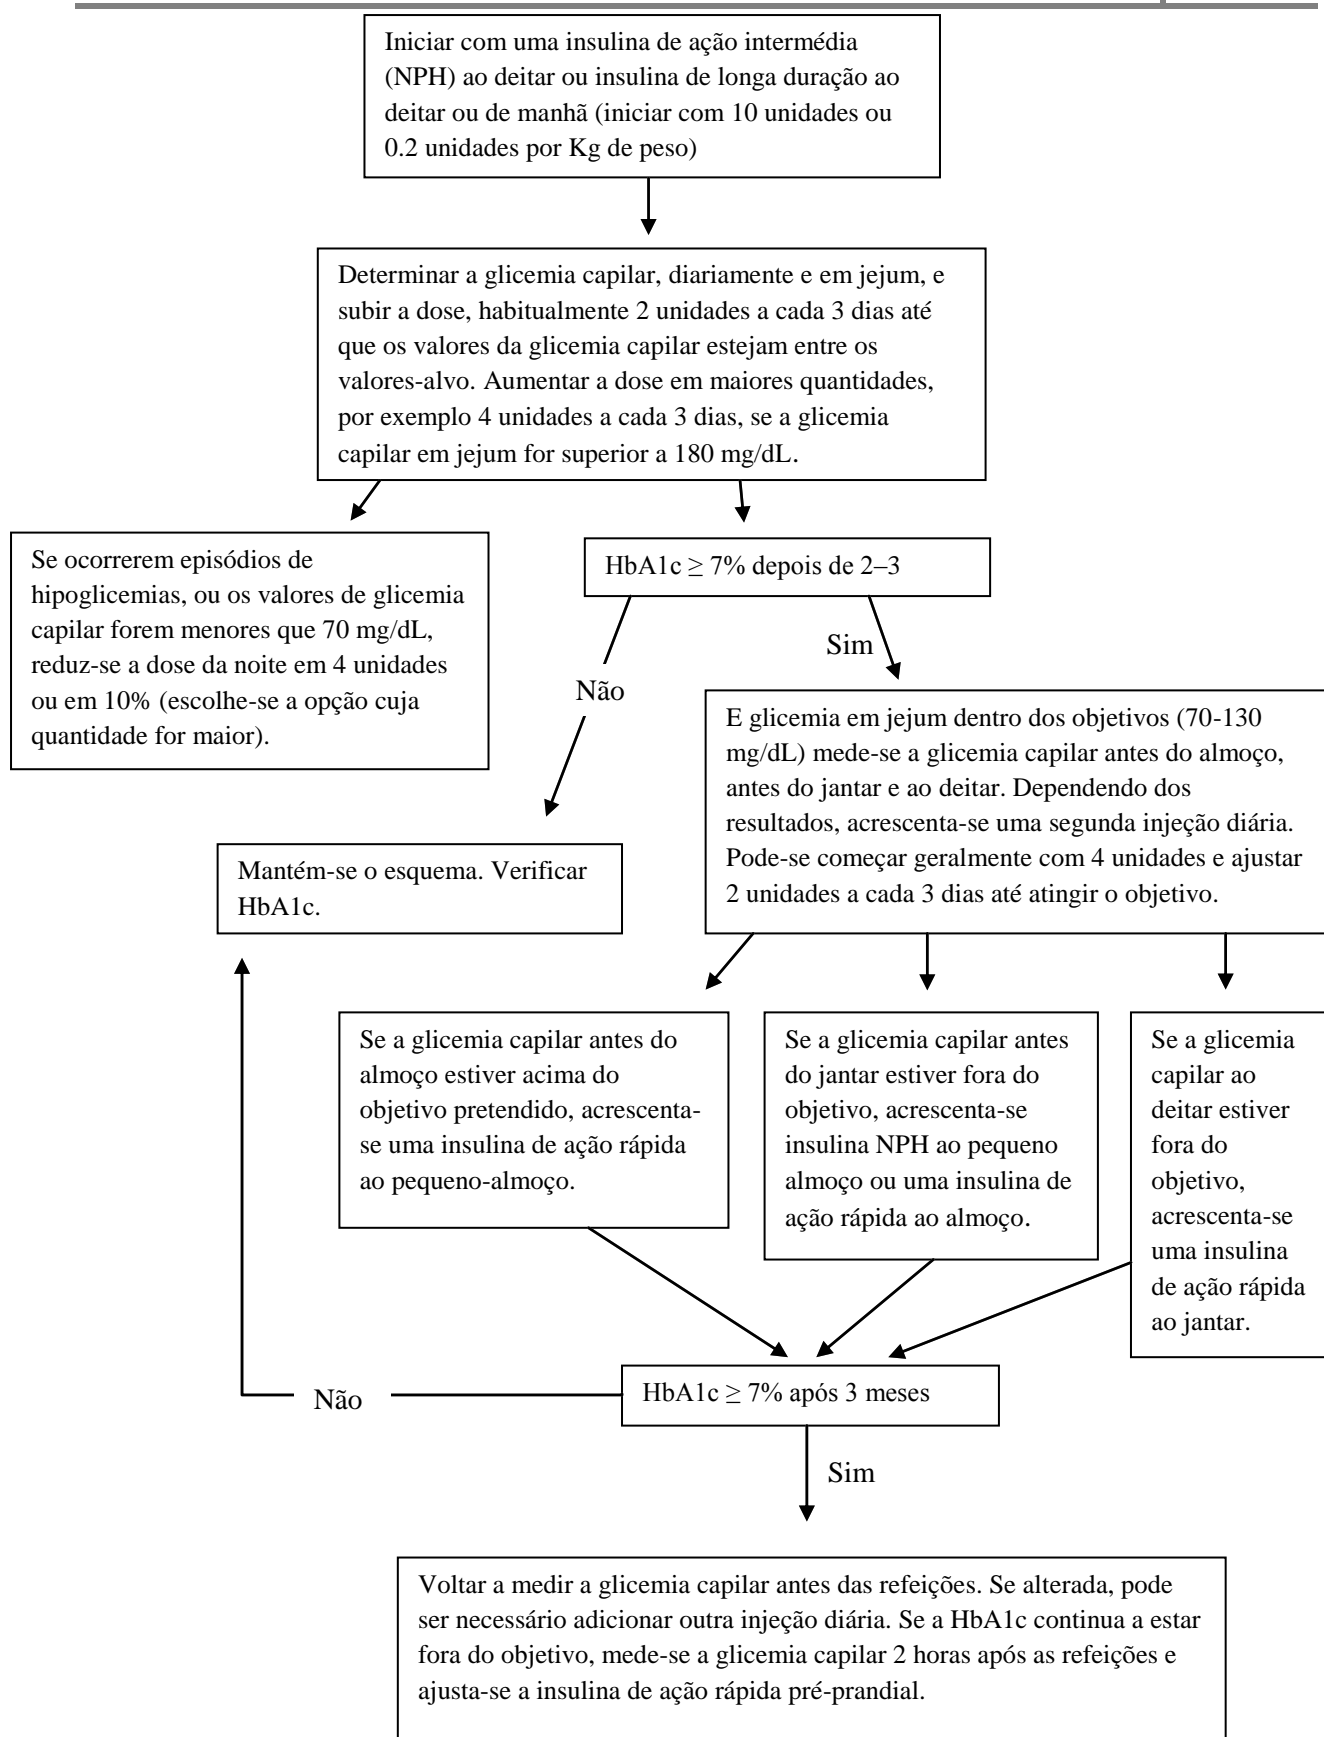 Iniciar com uma insulina de ação intermédia
(NPH) ao deitar ou insulina de longa duração ao
deitar ou de manhã (iniciar com 10 unidades ou
0.2 unidades por Kg de peso)
Determinar a glicemia capilar, diariamente e em jejum, e
subir a dose, habitualmente 2 unidades a cada 3 dias até
que os valores da glicemia capilar estejam entre os
valores-alvo. Aumentar a dose em maiores quantidades,
por exemplo 4 unidades a cada 3 dias, se a glicemia
capilar em jejum for superior a 180 mg/dL.
Se ocorrerem episódios de
hipoglicemias, ou os valores de glicemia
capilar forem menores que 70 mg/dL,
reduz-se a dose da noite em 4 unidades
ou em 10% (escolhe-se a opção cuja
quantidade for maior).
HbA1c ≥ 7% depois de 2–3
Não
Sim
Mantém-se o esquema. Verificar
HbA1c.
E glicemia em jejum dentro dos objetivos (70-130
mg/dL) mede-se a glicemia capilar antes do almoço,
antes do jantar e ao deitar. Dependendo dos
resultados, acrescenta-se uma segunda injeção diária.
Pode-se começar geralmente com 4 unidades e ajustar
2 unidades a cada 3 dias até atingir o objetivo.
Se a glicemia capilar antes do
almoço estiver acima do
objetivo pretendido, acrescenta-
se uma insulina de ação rápida
ao pequeno-almoço.
Se a glicemia capilar antes
do jantar estiver fora do
objetivo, acrescenta-se
insulina NPH ao pequeno
almoço ou uma insulina de
ação rápida ao almoço.
Se a glicemia
capilar ao
deitar estiver
fora do
objetivo,
acrescenta-se
uma insulina
de ação rápida
ao jantar.
HbA1c ≥ 7% após 3 meses
Não
Sim
Voltar a medir a glicemia capilar antes das refeições. Se alterada, pode
ser necessário adicionar outra injeção diária. Se a HbA1c continua a estar
fora do objetivo, mede-se a glicemia capilar 2 horas após as refeições e
ajusta-se a insulina de ação rápida pré-prandial.